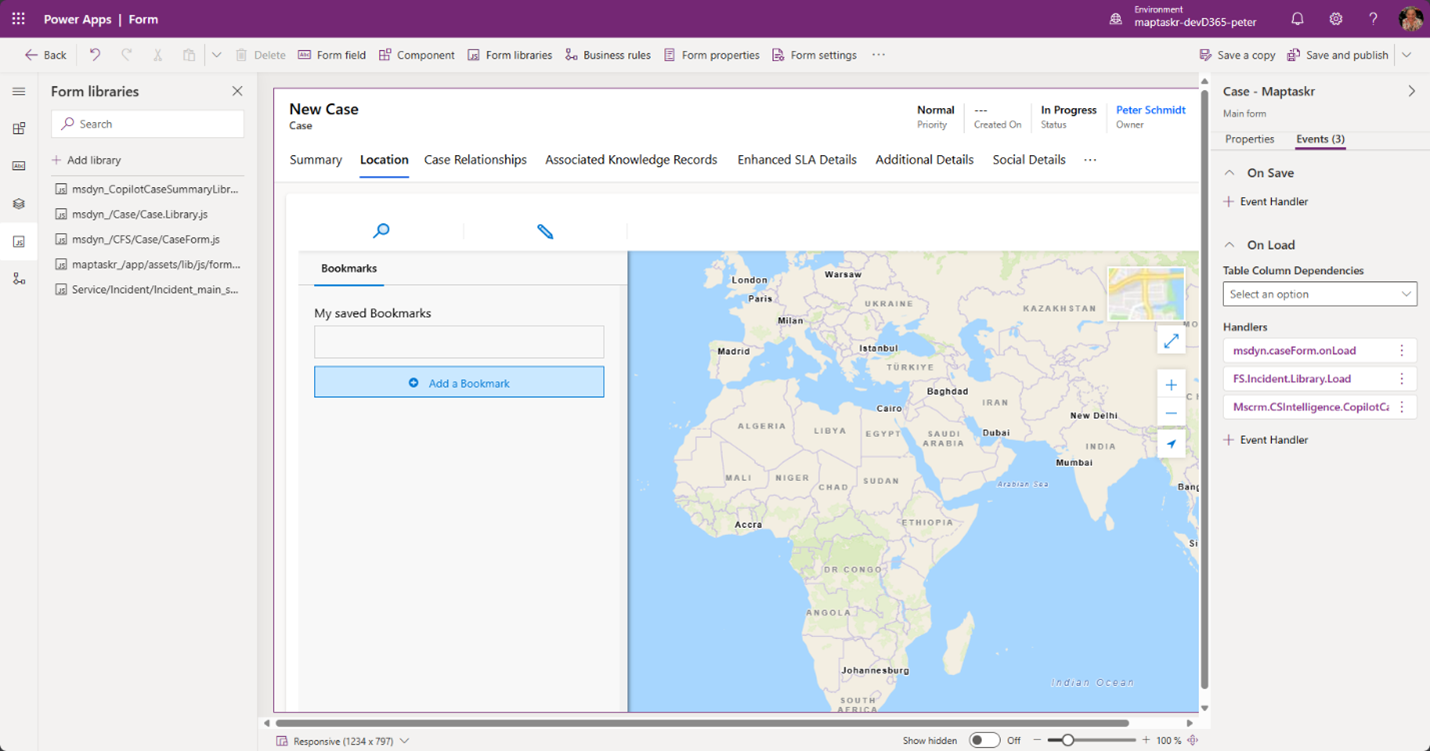 Power Apps | Form
Environment
maptaskr-devD365-peter
Back
Delete
Form field
Component
Form libraries
Business rules
Form properties
Form settings
Save a copy
Save and publish
Form libraries
Search
Add library
msdyn_CopilotCaseSummaryLibr...
msdyn_/Case/Case.Library.js
msdyn_/CFS/Case/CaseForm.js
maptaskr_/app/assets/lib/js/form...
Service/Incident/Incident_main_s...
New Case
Case
Normal
Priority
---
Created On
In Progress
Status
Peter Schmidt
Owner
Summary
Location
Case Relationships
Associated Knowledge Records
Enhanced SLA Details
Additional Details
Social Details
Bookmarks
My saved Bookmarks
Add a Bookmark
London
Warsaw
Paris
UKRAINE
KAZAKHSTAN
MO
Milan
Madrid
Istanbul
TÜRKIYE
Baghdad
IRAN
Cairo
New Delhi
ALGERIA
LIBYA
EGYPT
SAUDI
ARABIA
Dubai
INDIA
Mumbai
MALI
NIGER
CHAD
SUDAN
Arabian Sea
Bang
Accra
ETHIOPIA
Si
DR CONGO
ANGOLA
Johannesburg
Indian Ocean
SOUTH
AFRICA
Case - Maptaskr
Main form
Properties
Events (3)
On Save
Event Handler
On Load
Table Column Dependencies
Select an option
Handlers
msdyn.caseForm.onLoad
FS.Incident.Library.Load
Mscrm.CSIntelligence.CopilotCa
Event Handler
Responsive (1234 x 797)
Show hidden
Off
100 %